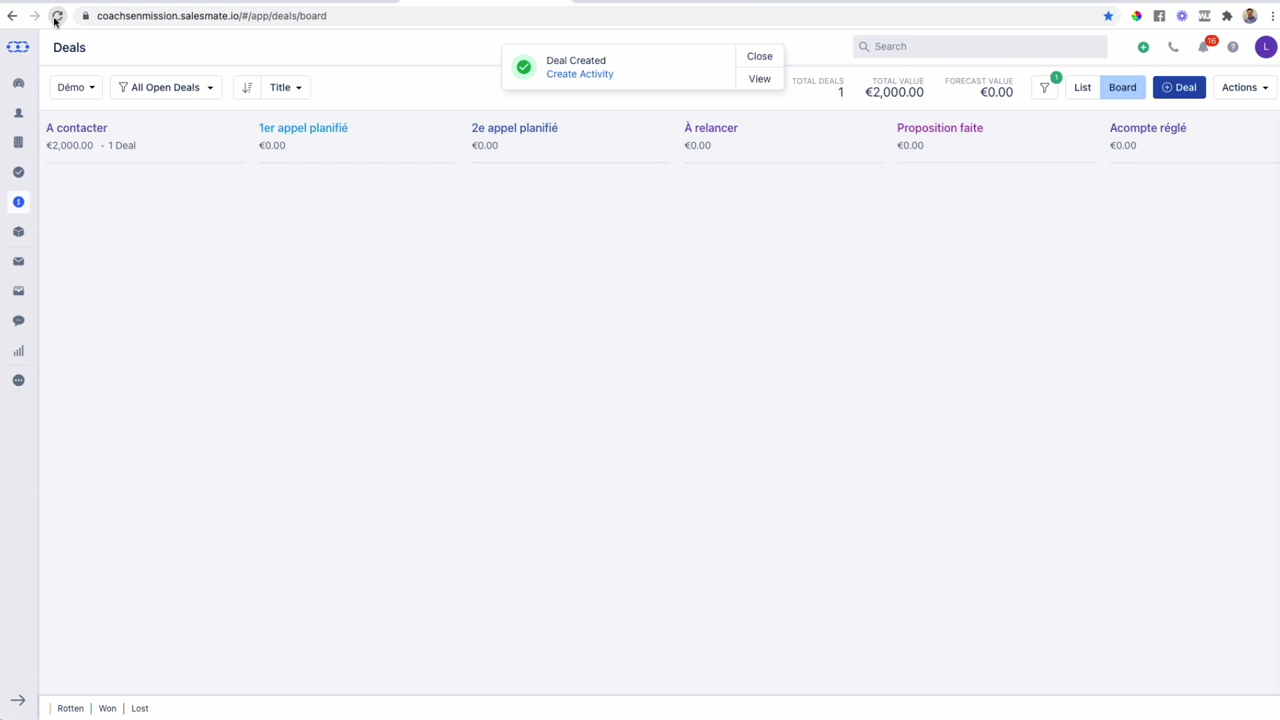 coachsenmission.salesmate.io/#/app/deals/board
Deals
Deal Created
Create Activity
Close
View
Search
16
L
Démo
All Open Deals
Title
TOTAL DEALS
1
TOTAL VALUE
€2,000.00
FORECAST VALUE
€0.00
1
List
Board
Deal
Actions
A contacter
€2,000.00 · 1 Deal
1er appel planifié
€0.00
2e appel planifié
€0.00
À relancer
€0.00
Proposition faite
€0.00
Acompte réglé
€0.00
Rotten
Won
Lost